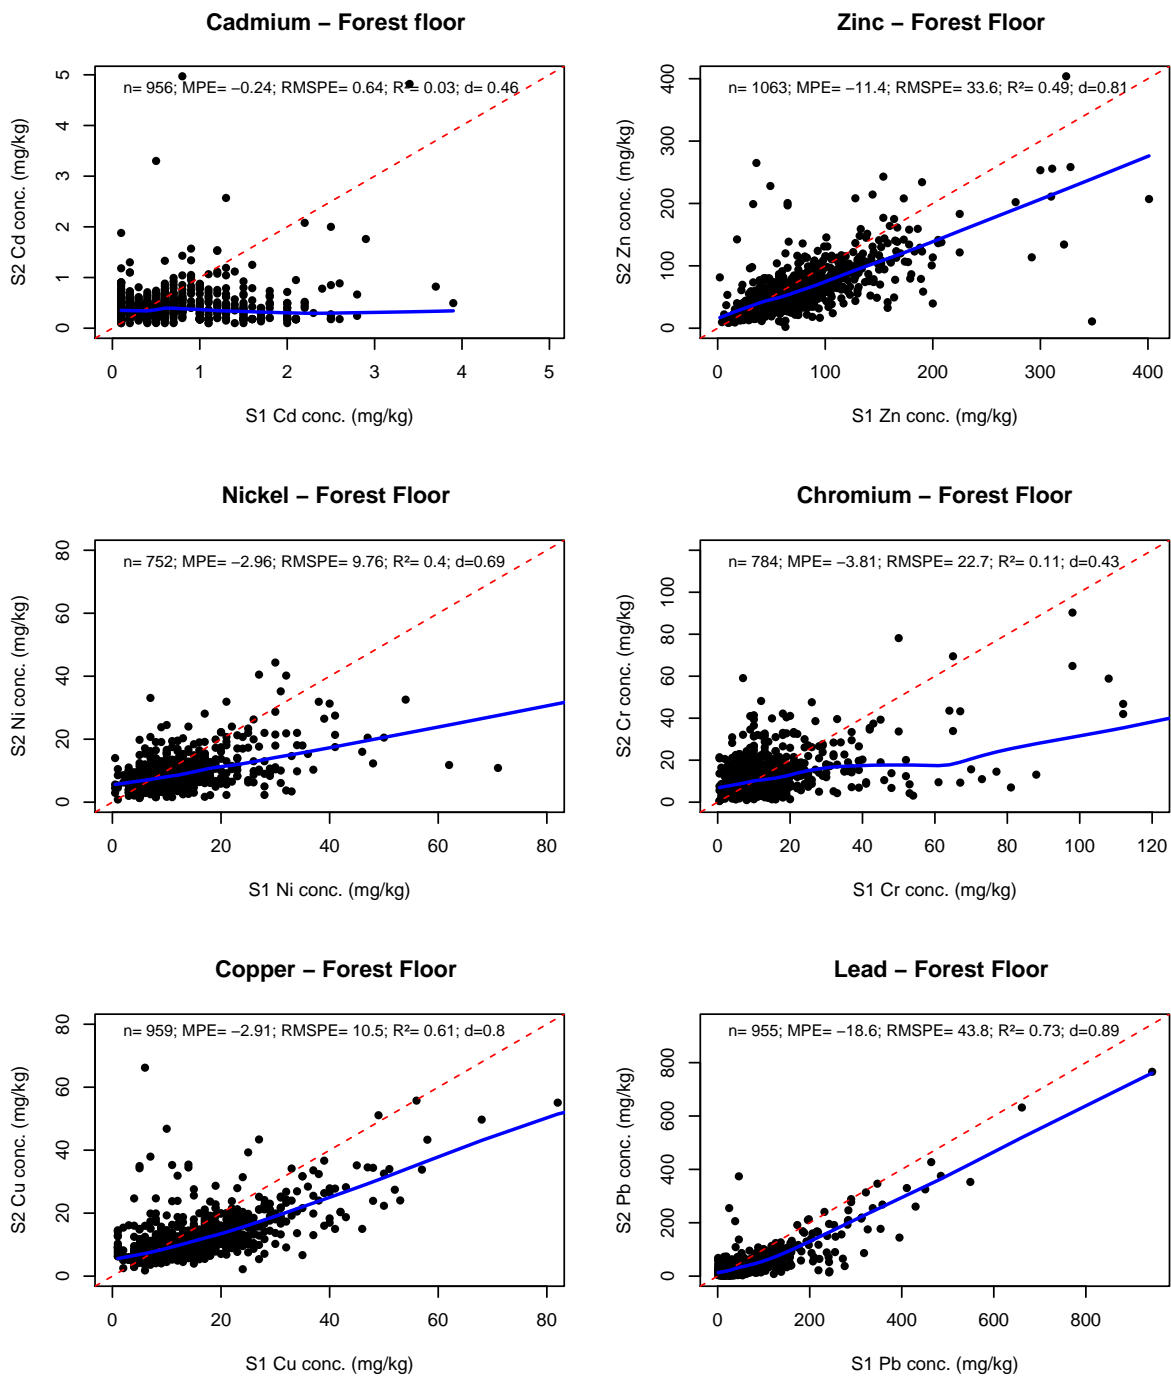 Cadmium − Forest floor
n= 956; MPE= −0.24; RMSPE= 0.64; R²= 0.03; d= 0.46
S2 Cd conc. (mg/kg)
5
4
3
2
1
0
0 1 2 3 4 5
S1 Cd conc. (mg/kg)
Zinc − Forest Floor
n= 1063; MPE= −11.4; RMSPE= 33.6; R²= 0.49; d=0.81
S2 Zn conc. (mg/kg)
400
300
200
100
0
0 100 200 300 400
S1 Zn conc. (mg/kg)
Nickel − Forest Floor
n= 752; MPE= −2.96; RMSPE= 9.76; R²= 0.4; d=0.69
S2 Ni conc. (mg/kg)
80
60
40
20
0
0 20 40 60 80
S1 Ni conc. (mg/kg)
Chromium − Forest Floor
n= 784; MPE= −3.81; RMSPE= 22.7; R²= 0.11; d=0.43
S2 Cr conc. (mg/kg)
100
80
60
40
20
0
0 20 40 60 80 100 120
S1 Cr conc. (mg/kg)
Copper − Forest Floor
n= 959; MPE= −2.91; RMSPE= 10.5; R²= 0.61; d=0.8
S2 Cu conc. (mg/kg)
80
60
40
20
0
0 20 40 60 80
S1 Cu conc. (mg/kg)
Lead − Forest Floor
n= 955; MPE= −18.6; RMSPE= 43.8; R²= 0.73; d=0.89
S2 Pb conc. (mg/kg)
800
600
400
200
0
0 200 400 600 800
S1 Pb conc. (mg/kg)